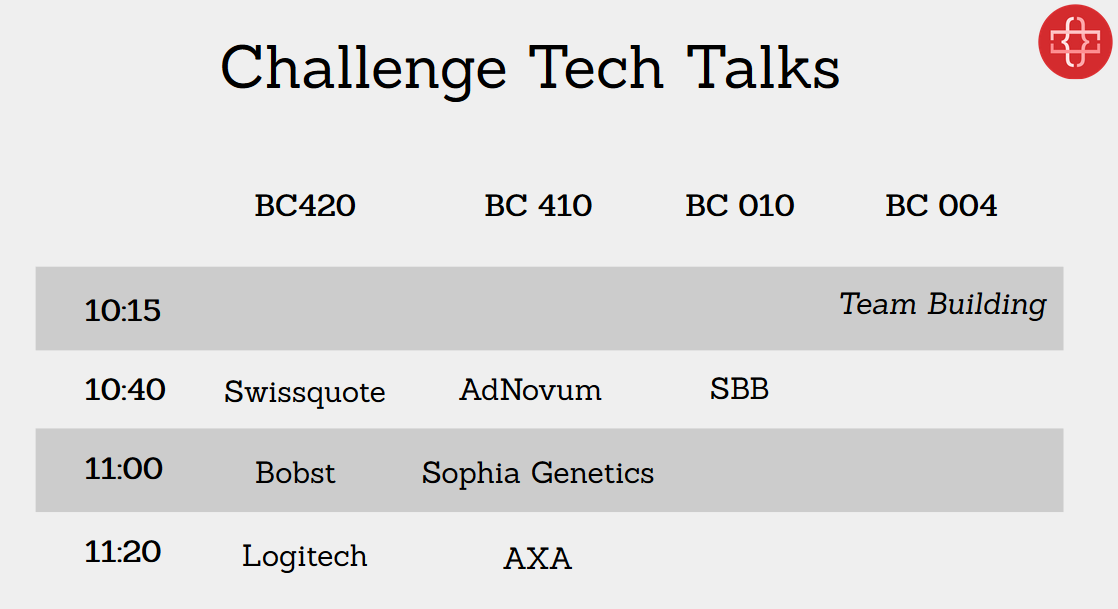 Challenge Tech Talks
BC420 BC 410 BC 010 BC 004
10:15 Team Building
10:40 Swissquote AdNovum SBB
11:00 Bobst Sophia Genetics
11:20 Logitech AXA